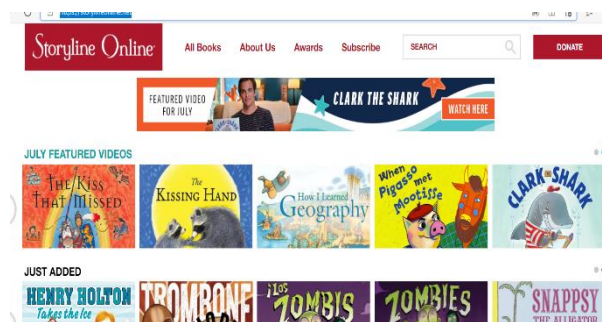 Storyline Online
All Books About Us Awards Subscribe SEARCH DONATE
FEATURED VIDEO
FOR JULY
CLARK THE SHARK
WATCH HERE
JULY FEATURED VIDEOS
THE KISS
THAT MISSED
The
KISSING HAND
How I Learned
Geography
When
Pigasso met
Mootisse
CLARK THE SHARK
JUST ADDED
HENRY HOLTON
Takes the Ice
TROMBONE
¡LOS
ZOMBIS
ZOMBIES
SNAPPSY
THE ALLIGATOR